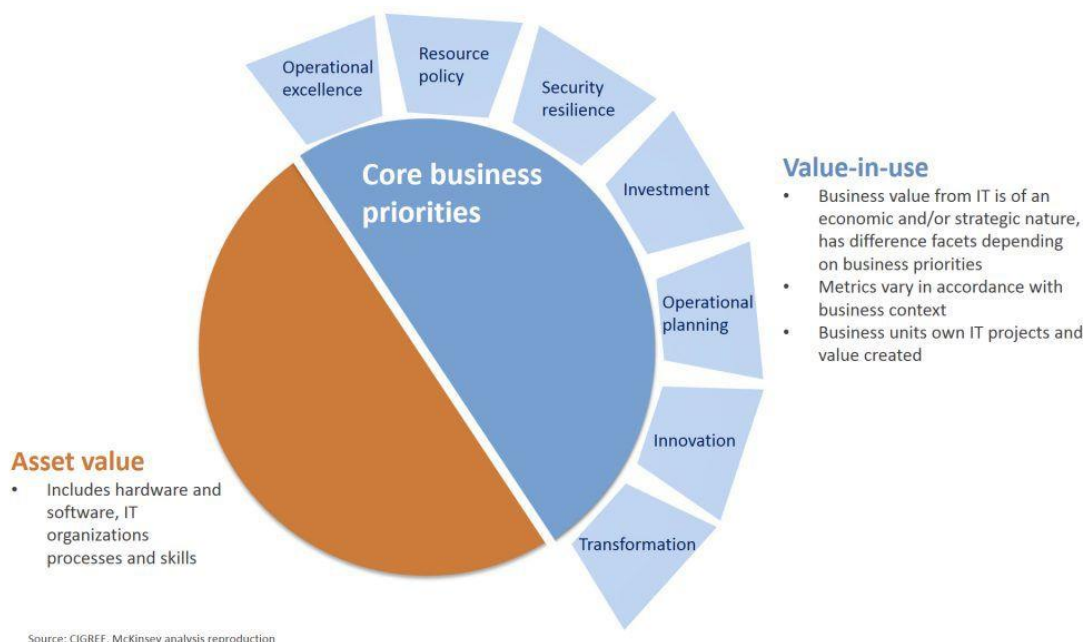 Operational
excellence
Resource
policy
Security
resilience
Core business
priorities
Investment
Value-in-use
• Business value from IT is of an
economic and/or strategic nature,
has difference facets depending
on business priorities
• Metrics vary in accordance with
business context
• Business units own IT projects and
value created
Operational
planning
Innovation
Asset value
• Includes hardware and
software, IT
organizations
processes and skills
Transformation
Source: CIGREF, McKinsey analysis reproduction